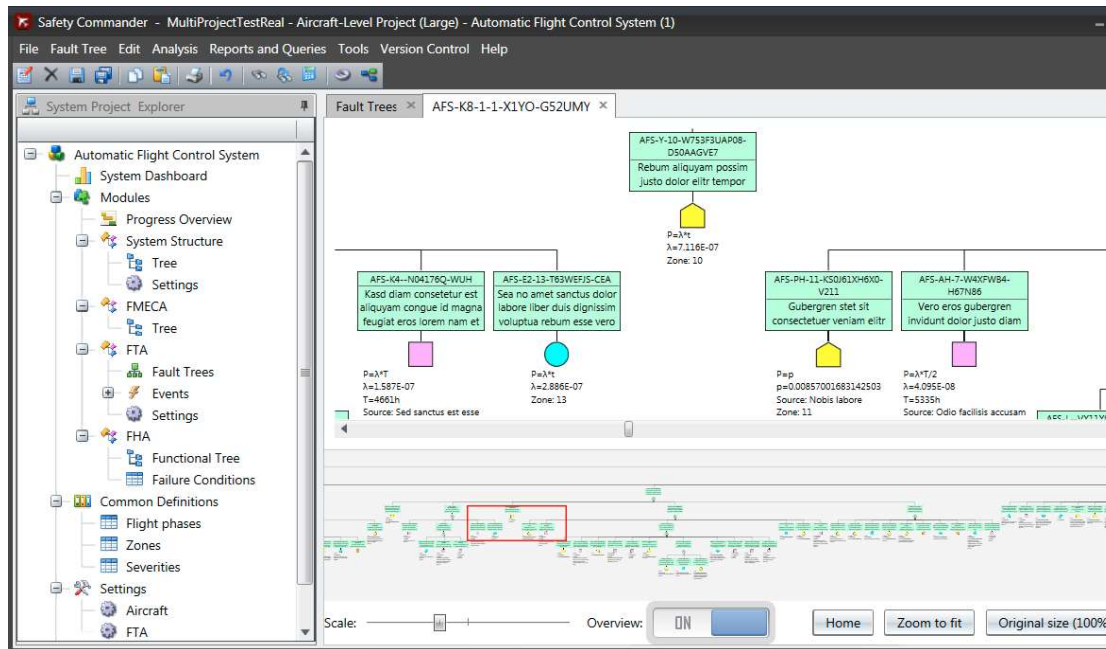 Safety Commander - MultiProjectTestReal - Aircraft-Level Project (Large) - Automatic Flight Control System (1)
File Fault Tree Edit Analysis Reports and Queries Tools Version Control Help
System Project Explorer
Automatic Flight Control System
System Dashboard
Modules
Progress Overview
System Structure
Tree
Settings
FMECA
Tree
FTA
Fault Trees
Events
Settings
FHA
Functional Tree
Failure Conditions
Common Definitions
Flight phases
Zones
Severities
Settings
Aircraft
FTA
Fault Trees × AFS-K8-1-1-X1YO-G52UMY ×
AFS-Y-10-W753F3UAP08-
D50AAGVE7
Rebum aliquyam possim
justo dolor elitr tempor
P=λ*t
λ=7.116E-07
Zone: 10
AFS-K4--N04176Q-WUH
Kasd diam consetetur est
aliquyam congue id magna
feugiat eros lorem nam et
P=λ*T
λ=1.587E-07
T=4661h
Source: Sed sanctus est esse
AFS-E2-13-T63WEFJS-CEA
Sea no amet sanctus dolor
labore liber duis dignissim
voluptua rebum esse vero
P=λ*t
λ=2.886E-07
Zone: 13
AFS-PH-11-KS0J61XH6X0-
V211
Gubergren stet sit
consectetuer veniam elitr
P=p
p=0.00857001683142503
Source: Nobis labore
Zone: 11
AFS-AH-7-W4XFWB4-
H67N86
Vero eros gubergren
invidunt dolor justo diam
P=λ*T/2
λ=4.095E-08
T=5335h
Source: Odio facilisis accusam
Scale:
Overview: ON
Home
Zoom to fit
Original size (100%